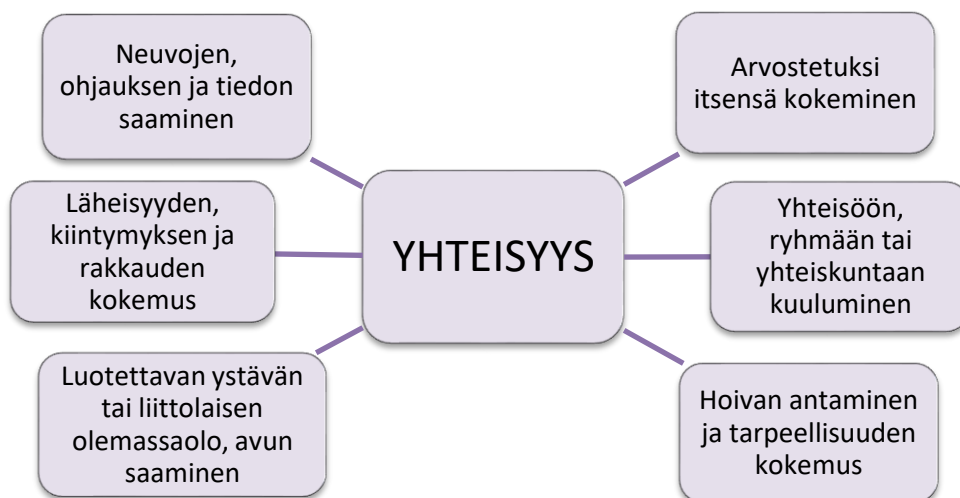 Neuvojen,
ohjauksen ja tiedon
saaminen
Arvostetuksi
itsensä kokeminen
Läheisyyden,
kiintymyksen ja
rakkauden
kokemus
YHTEISYYS
Yhteisöön,
ryhmään tai
yhteiskuntaan
kuuluminen
Luotettavan ystävän
tai liittolaisen
olemassaolo, avun
saaminen
Hoivan antaminen
ja tarpeellisuuden
kokemus